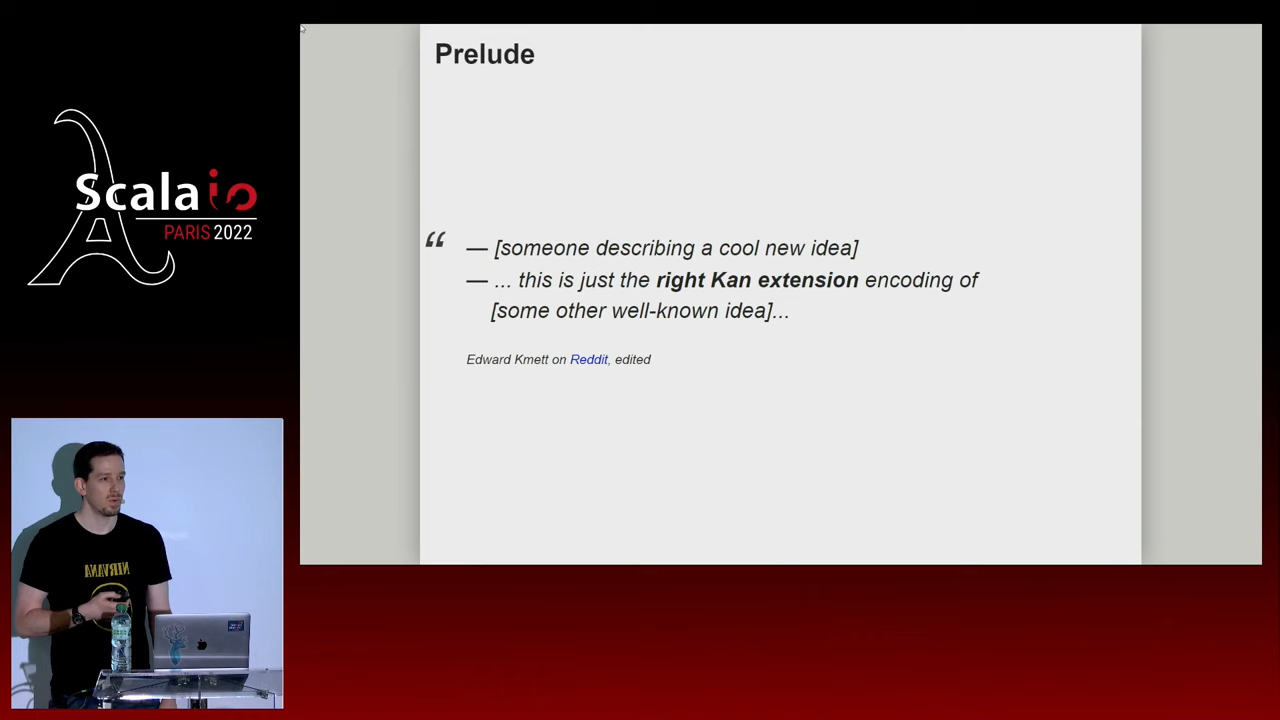 Prelude
“ — [someone describing a cool new idea]
— ... this is just the right Kan extension encoding of
[some other well-known idea]...
Edward Kmett on Reddit, edited
Scala io
PARIS 2022
NIRVANA